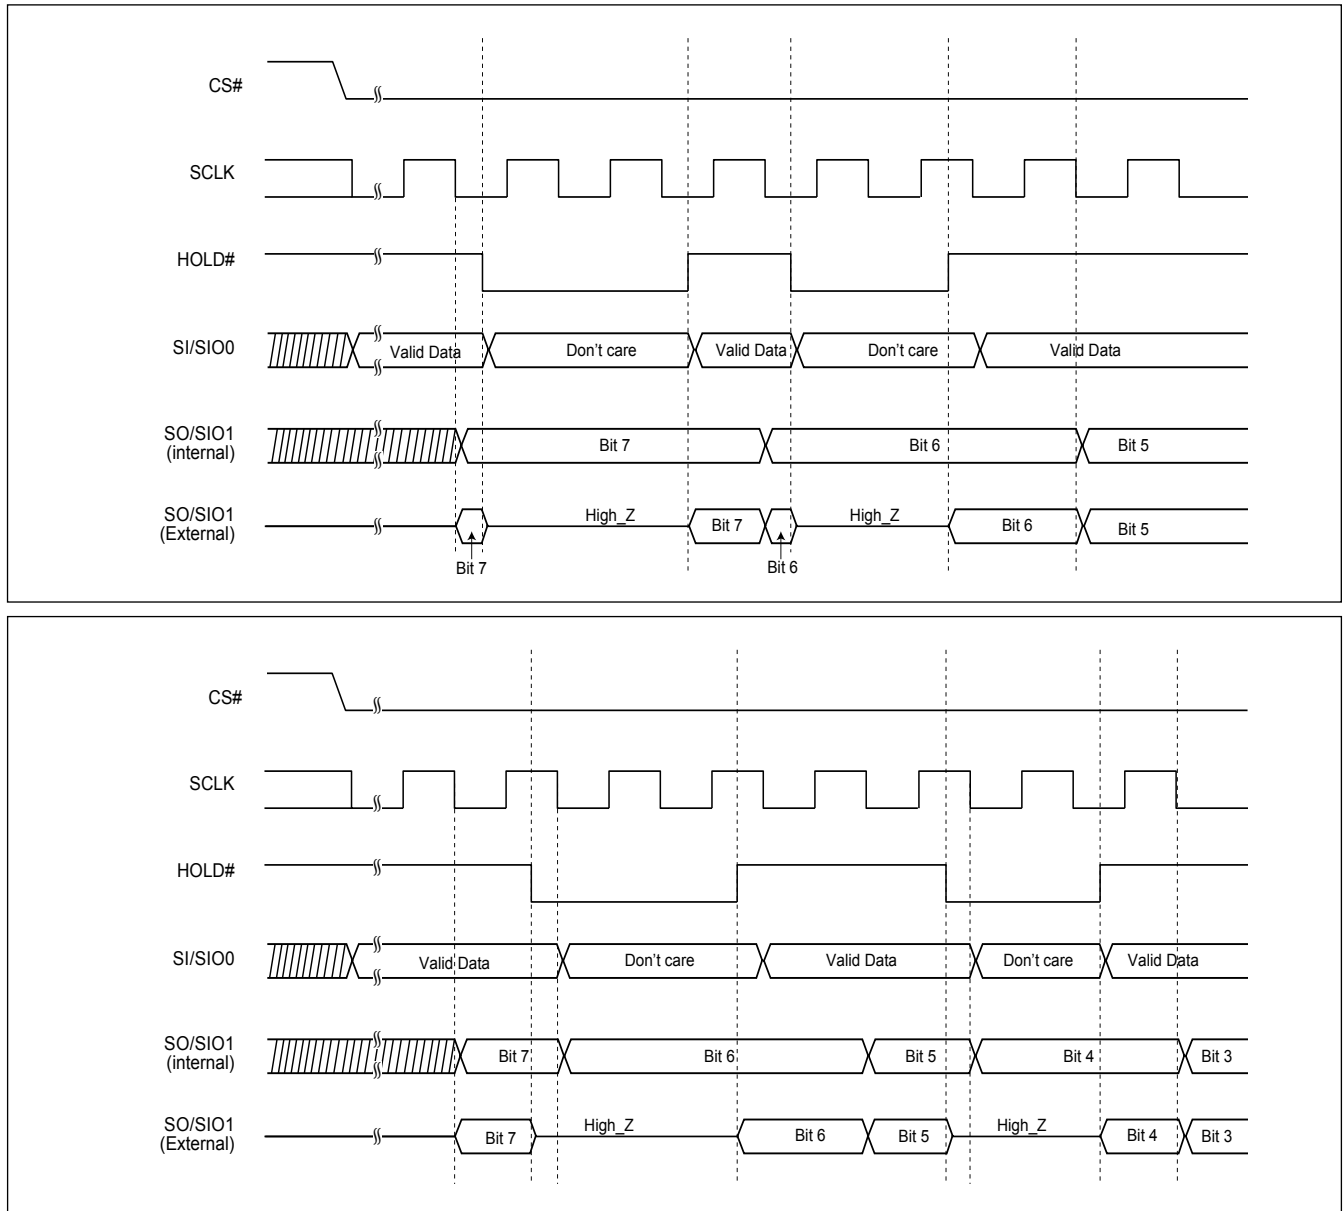 CS#
SCLK
HOLD#
SI/SIO0
Valid Data
Don't care
Valid Data
Don't care
Valid Data
SO/SIO1
(internal)
Bit 7
Bit 6
Bit 5
SO/SIO1
(External)
High_Z
Bit 7
High_Z
Bit 6
Bit 5
Bit 7
Bit 6
CS#
SCLK
HOLD#
SI/SIO0
Valid Data
Don't care
Valid Data
Don't care
Valid Data
SO/SIO1
(internal)
Bit 7
Bit 6
Bit 5
Bit 4
Bit 3
SO/SIO1
(External)
Bit 7
High_Z
Bit 6
Bit 5
High_Z
Bit 4
Bit 3